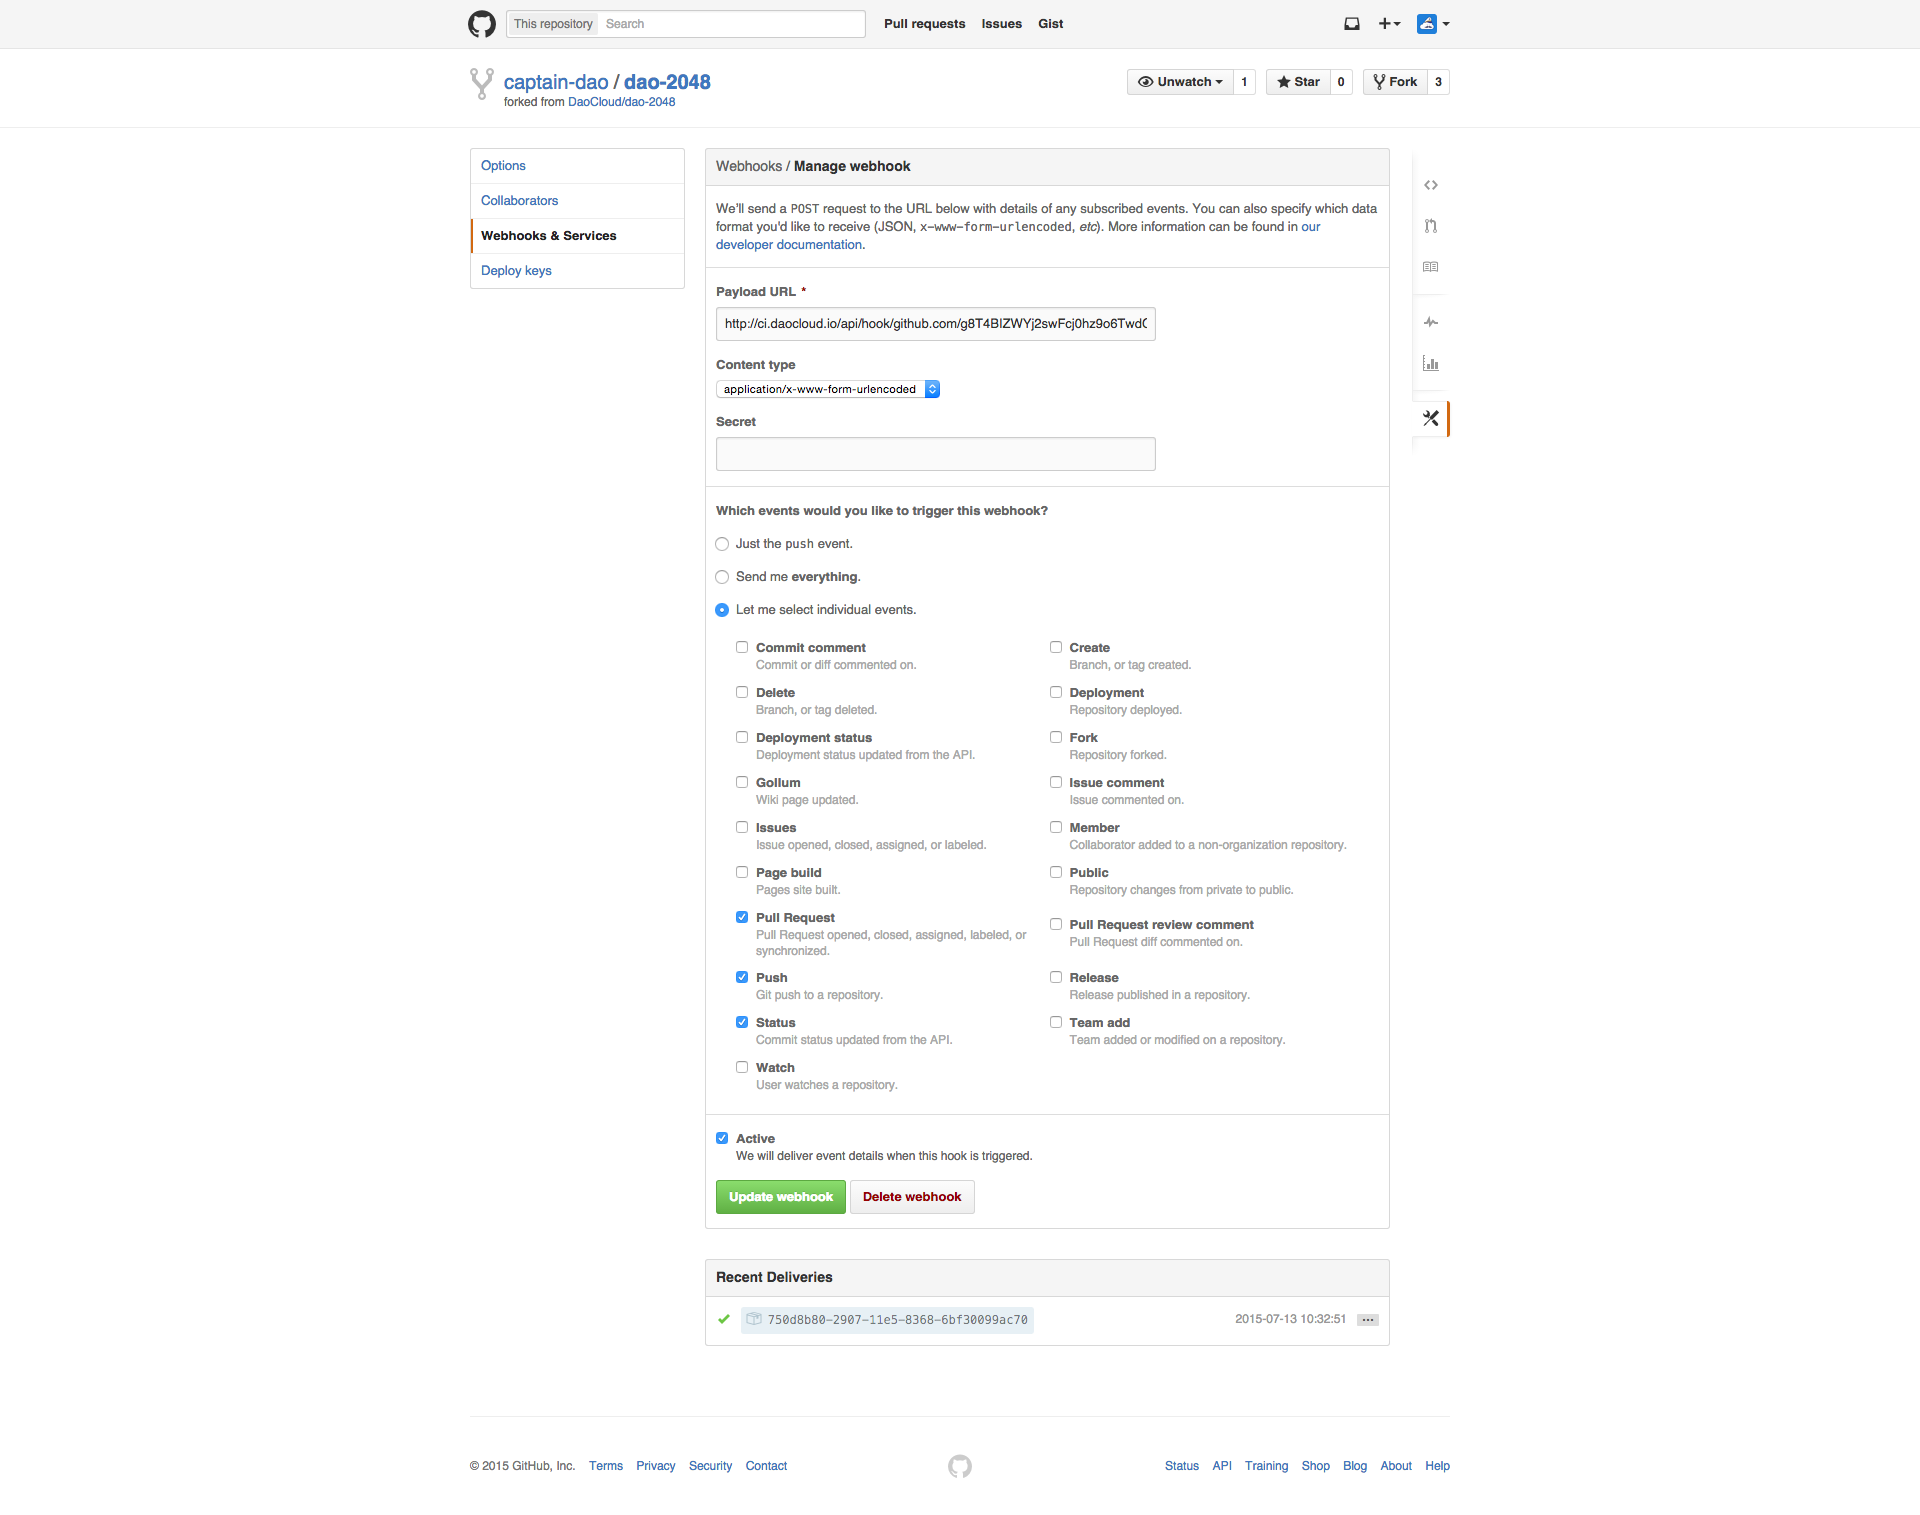 This repository Search Pull requests Issues Gist
captain-dao / dao-2048 Unwatch 1 Star 0 Fork 3
forked from DaoCloud/dao-2048
Options
Collaborators
Webhooks & Services
Deploy keys
Webhooks / Manage webhook
We'll send a POST request to the URL below with details of any subscribed events. You can also specify which data
format you'd like to receive (JSON, x-www-form-urlencoded, etc). More information can be found in our
developer documentation.
Payload URL *
http://ci.daocloud.io/api/hook/github.com/g8T4BIZWYj2swFcj0hz9o6Twd
Content type
application/x-www-form-urlencoded
Secret
Which events would you like to trigger this webhook?
Just the push event.
Send me everything.
Let me select individual events.
Commit comment
Commit or diff commented on.
Create
Branch, or tag created.
Delete
Branch, or tag deleted.
Deployment
Repository deployed.
Deployment status
Deployment status updated from the API.
Fork
Repository forked.
Gollum
Wiki page updated.
Issue comment
Issue commented on.
Issues
Issue opened, closed, assigned, or labeled.
Member
Collaborator added to a non-organization repository.
Page build
Pages site built.
Public
Repository changes from private to public.
Pull Request
Pull Request opened, closed, assigned, labeled, or
synchronized.
Pull Request review comment
Pull Request diff commented on.
Push
Git push to a repository.
Release
Release published in a repository.
Status
Commit status updated from the API.
Team add
Team added or modified on a repository.
Watch
User watches a repository.
Active
We will deliver event details when this hook is triggered.
Update webhook Delete webhook
Recent Deliveries
750d8b80-2907-11e5-8368-6bf30099ac70 2015-07-13 10:32:51
© 2015 GitHub, Inc. Terms Privacy Security Contact Status API Training Shop Blog About Help